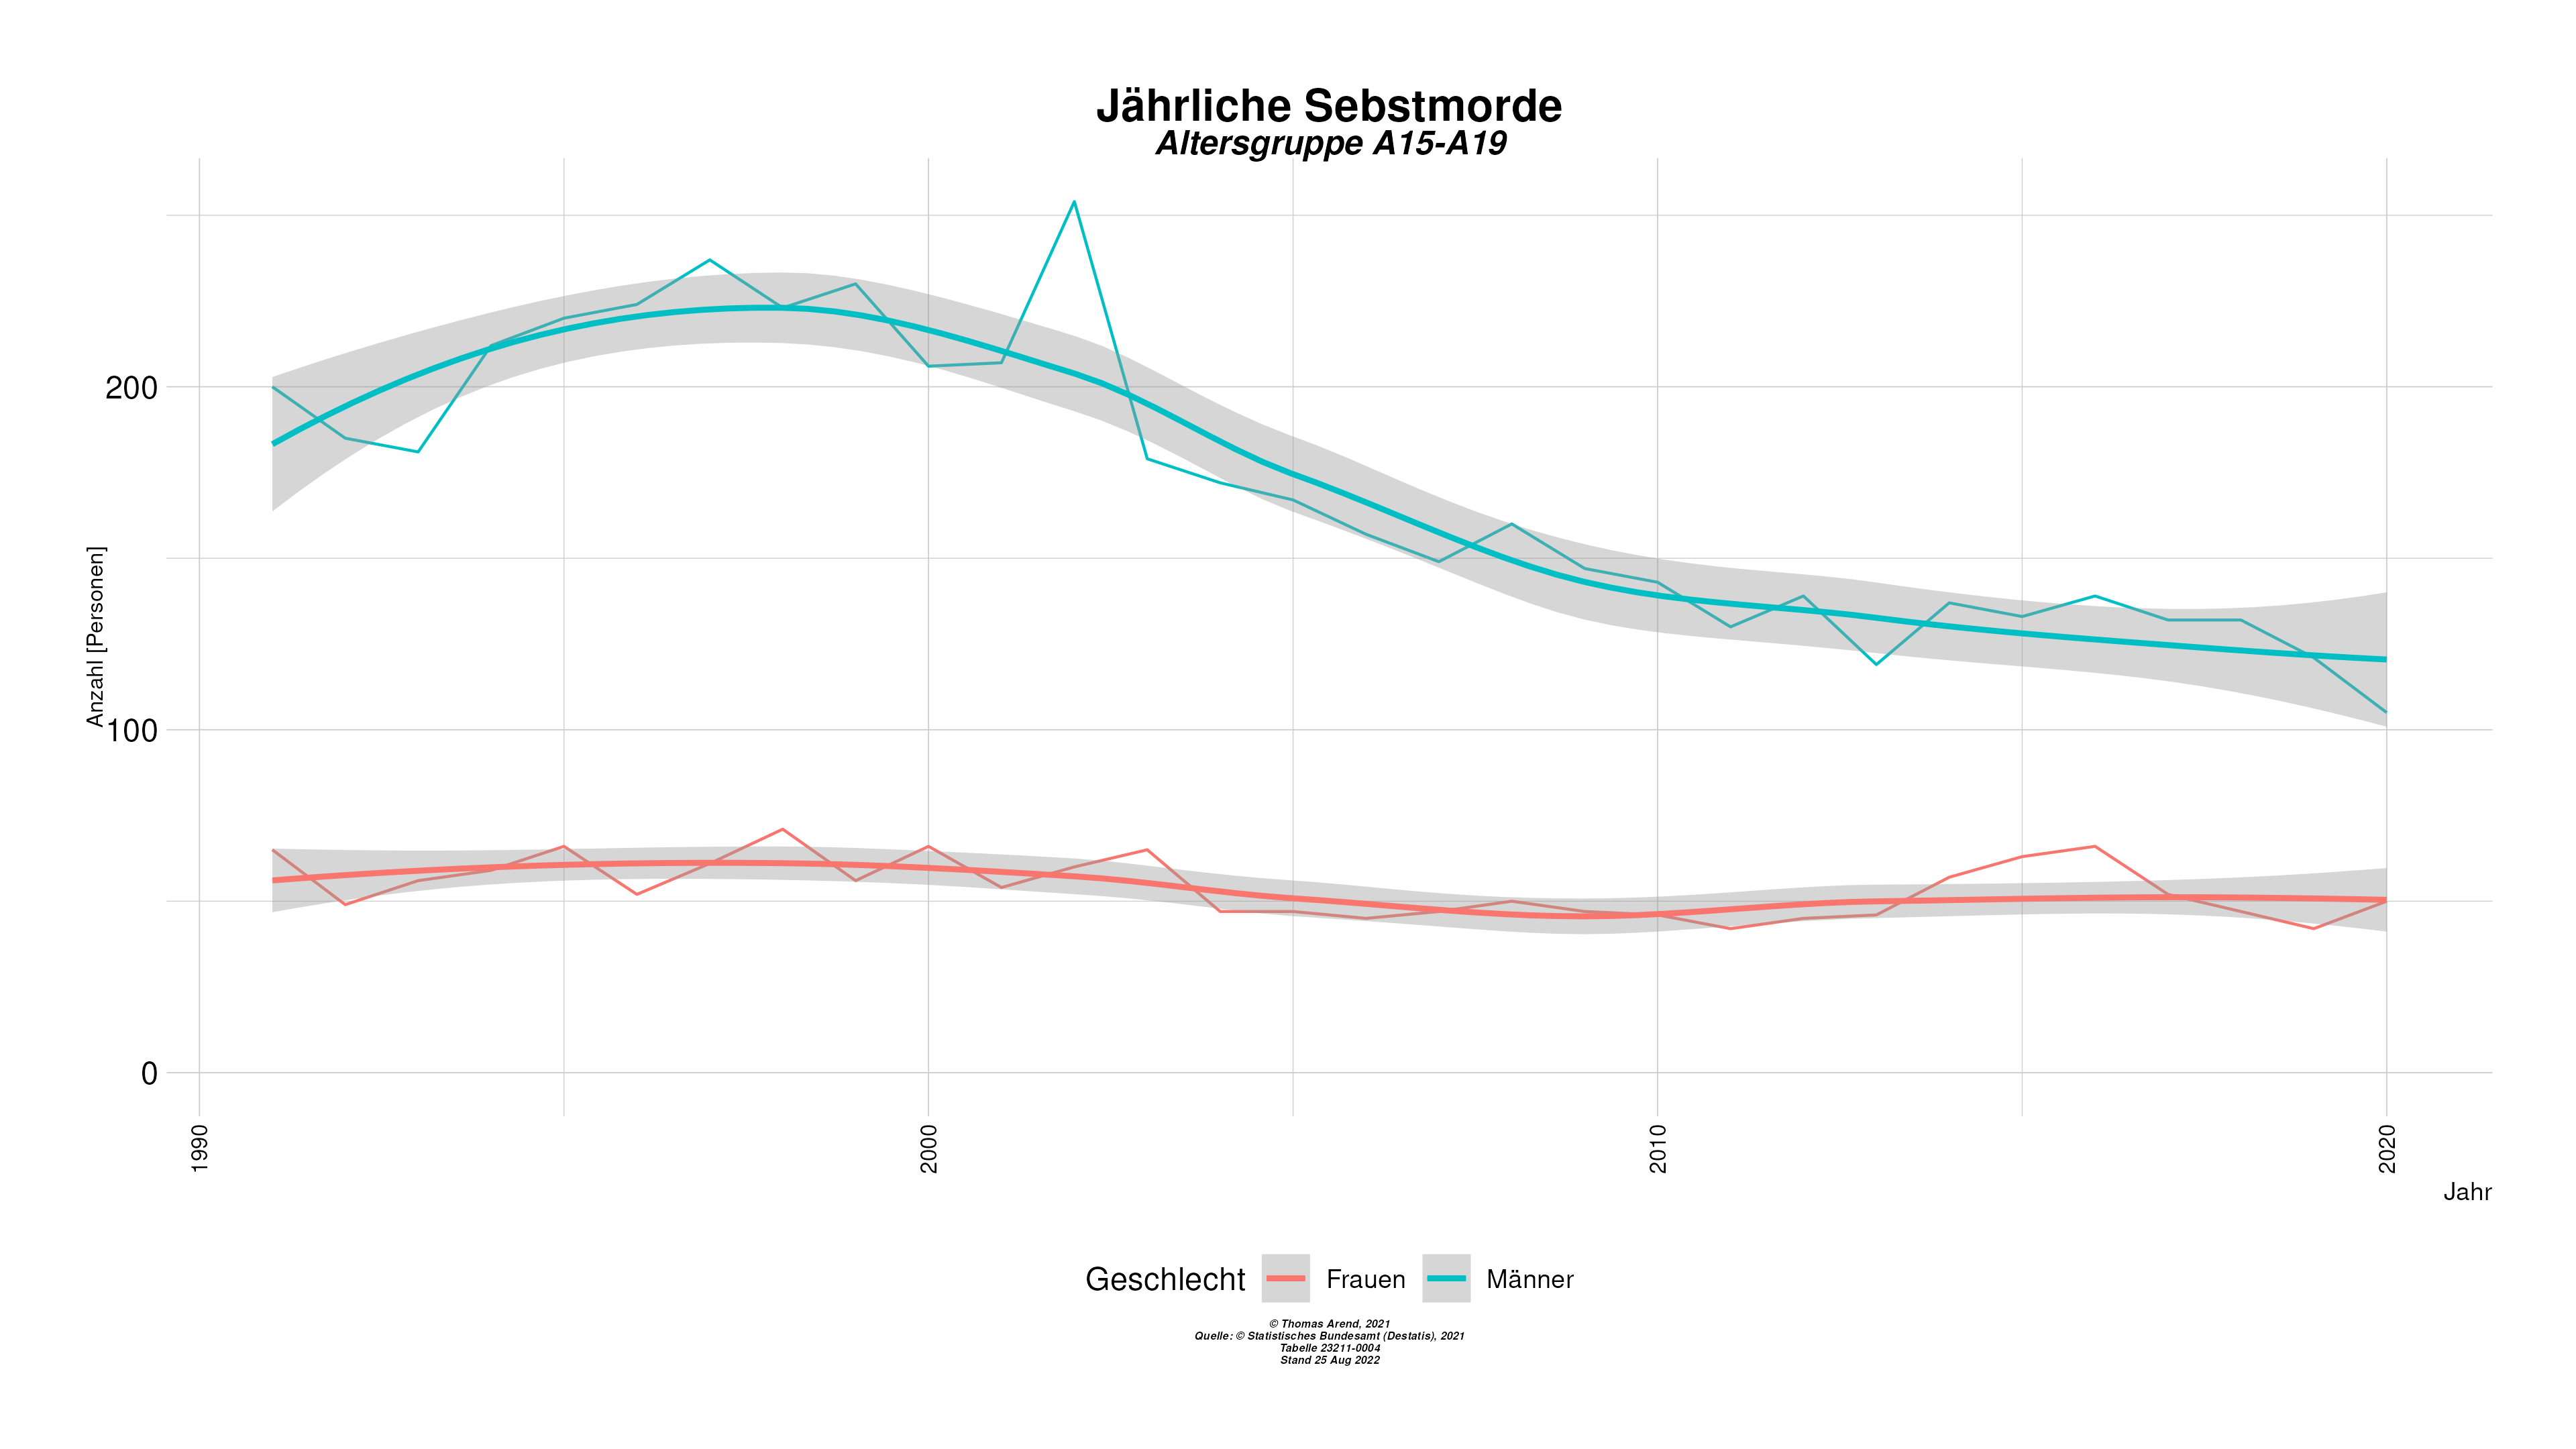 Jährliche Sebstmorde
Altersgruppe A15-A19
Anzahl [Personen]
200
100
0
1990
2000
2010
2020
Jahr
Geschlecht Frauen Männer
© Thomas Arend, 2021
Quelle: © Statistisches Bundesamt (Destatis), 2021
Tabelle 23211-0004
Stand 25 Aug 2022